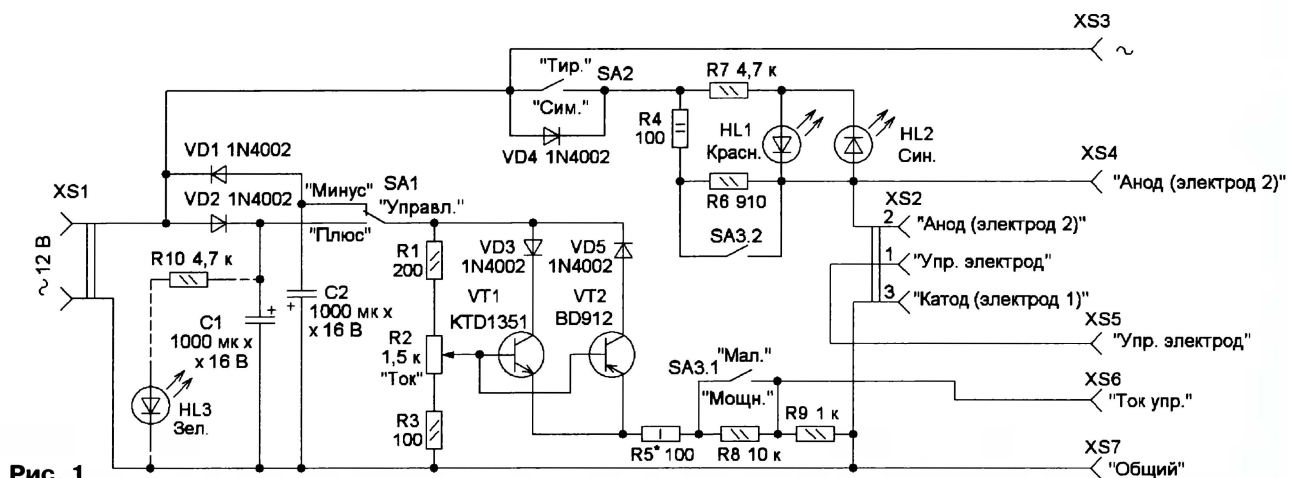 XS3
~
"Тир."
SA2
R7 4,7 к
"Сим."
R4
100
HL1
Красн.
HL2
Син.
VD4 1N4002
VD1 1N4002
XS4
"Анод (электрод 2)"
XS1
"Минус"
SA1
"Управл."
VD2 1N4002
"Плюс"
R6 910
XS2
2
"Анод (электрод 2)"
SA3.2
~12 В
R10 4,7 к
R1
200
VD3
1N4002
VD5
1N4002
1
"Упр. электрод"
3
"Катод (электрод 1)"
C2
1000 мк х
х 16 В
+
+
C1
1000 мк х
х 16 В
VT1
KTD1351
VT2
BD912
R2
1,5 к
"Ток"
XS5
"Упр. электрод"
SA3.1
"Мал."
"Мощн."
XS6
"Ток упр."
HL3
Зел.
R3
100
R9 1 к
R5* 100
R8 10 к
XS7
"Общий"
Рис. 1